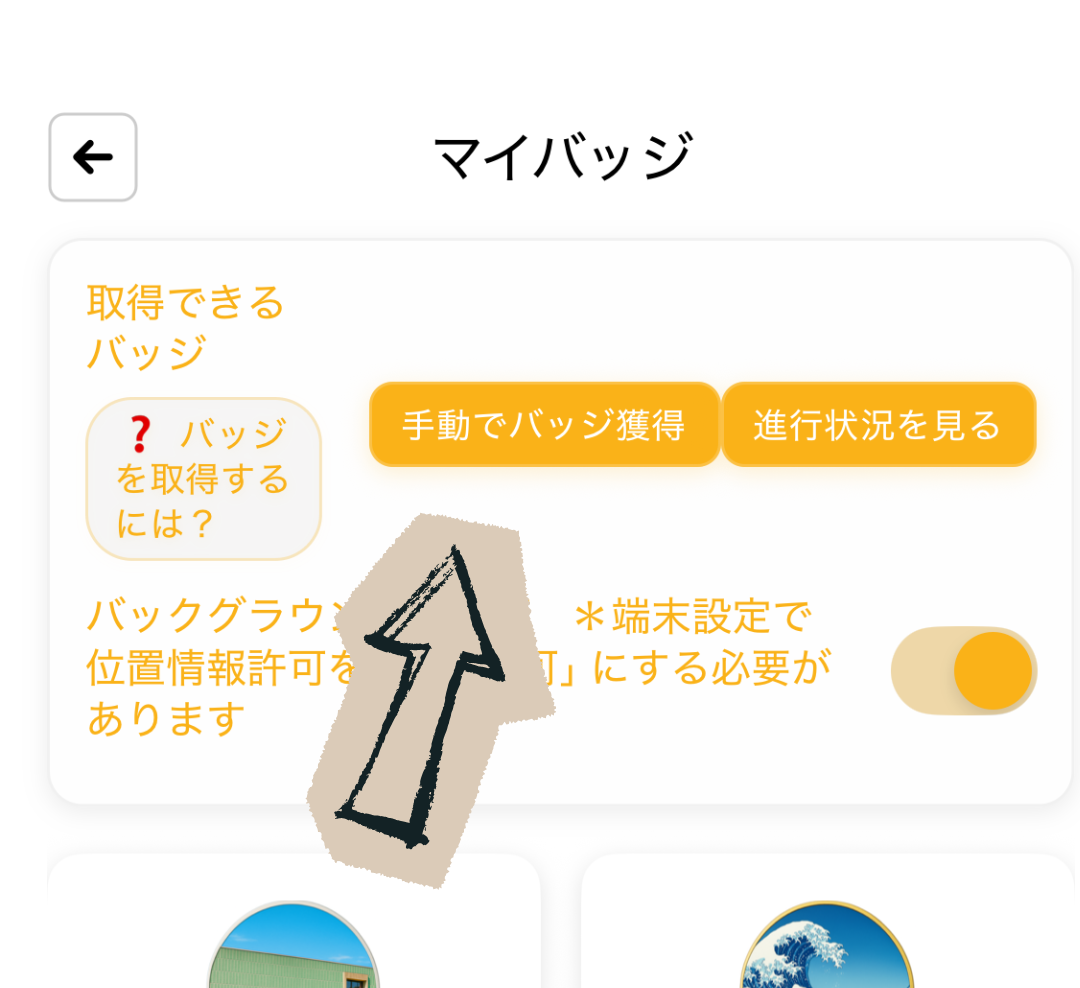 マイバッジ
取得できる
バッジ
❓ バッジ
を取得する
には？
手動でバッジ獲得
進行状況を見る
バックグラウ ＊端末設定で
位置情報許可を 可」にする必要が
あります